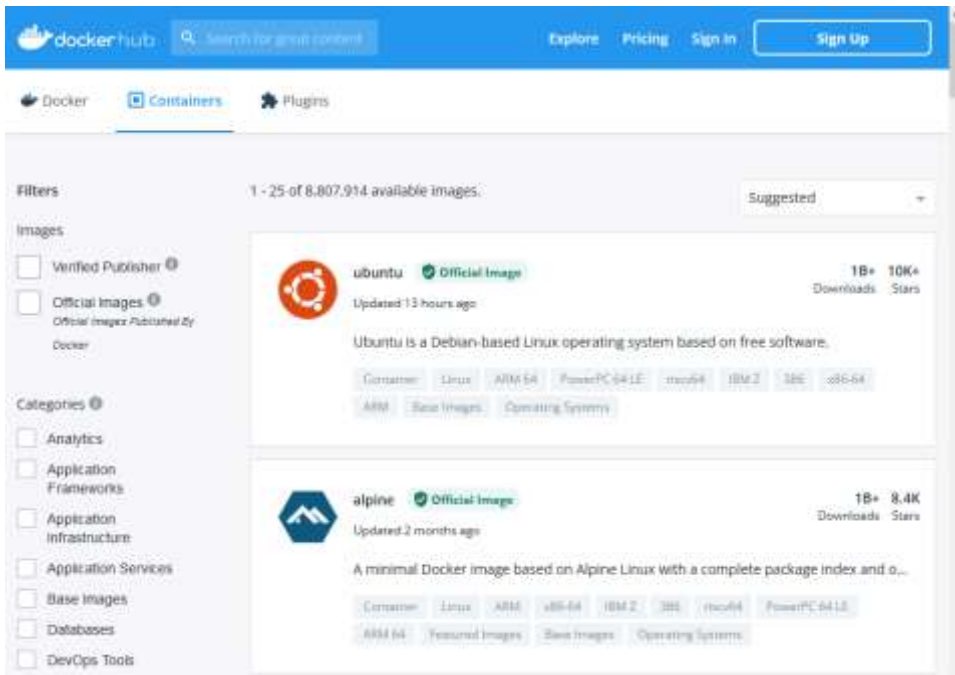 dockerhub
Search for great content
Explore Pricing Sign In Sign Up
Docker Containers Plugins
Filters
1 - 25 of 8,807,914 available images.
Suggested
Images
Verified Publisher
Official Images
Official Images Published By
Docker
Categories
Analytics
Application
Frameworks
Application
Infrastructure
Application Services
Base Images
Databases
DevOps Tools
ubuntu Official Image
1B+ 10K+
Downloads Stars
Updated 13 hours ago
Ubuntu is a Debian-based Linux operating system based on free software.
Container Linux ARM 64 PowerPC 64 LE riscv64 IBM Z 386 x86-64
ARM Base Images Operating Systems
alpine Official Image
1B+ 8.4K
Downloads Stars
Updated 2 months ago
A minimal Docker image based on Alpine Linux with a complete package index and o...
Container Linux ARM x86-64 IBM Z 386 riscv64 PowerPC 64 LE
ARM 64 Featured Images Base Images Operating Systems